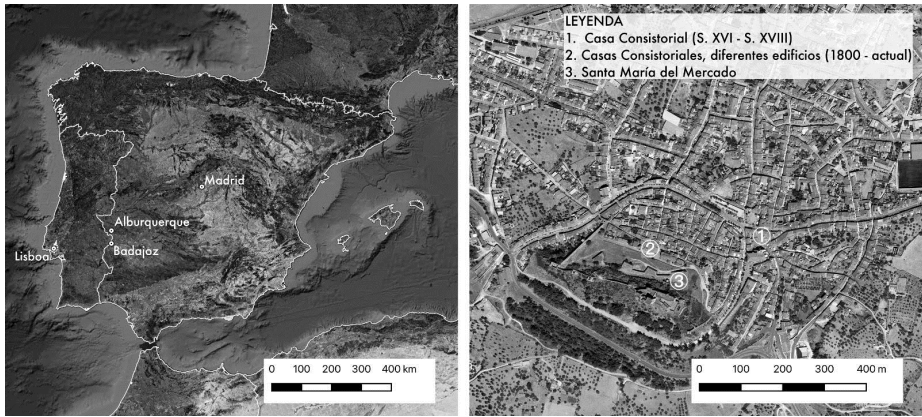 Madrid
Alburquerque
Badajoz
Lisboa
0 100 200 300 400 km
LEYENDA
1. Casa Consistorial (S. XVI - S. XVIII)
2. Casas Consistoriales, diferentes edificios (1800 - actual)
3. Santa María del Mercado
1
2
3
0 100 200 300 400 m